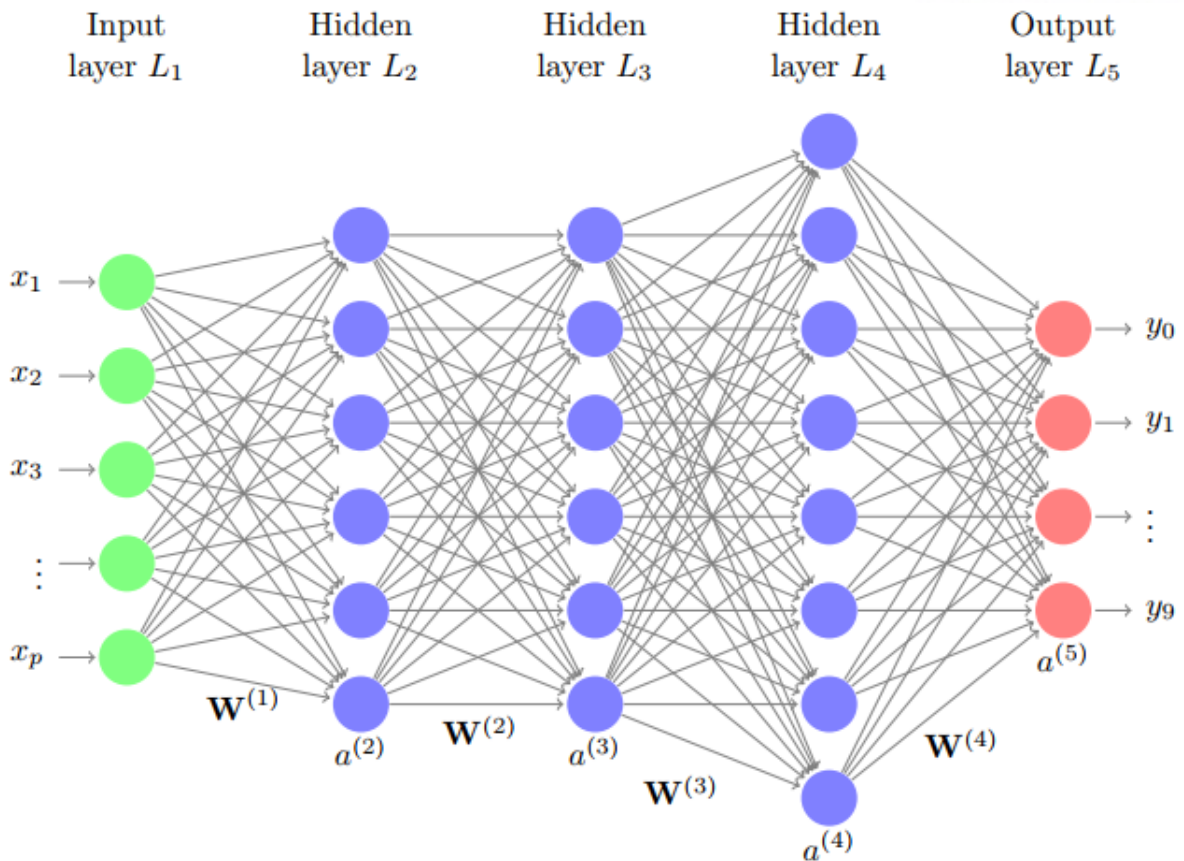 Input
layer L₁
Hidden
layer L₂
Hidden
layer L₃
Hidden
layer L₄
Output
layer L₅
x₁
x₂
x₃
⋮
xₚ
W⁽¹⁾
a⁽²⁾
W⁽²⁾
a⁽³⁾
W⁽³⁾
a⁽⁴⁾
W⁽⁴⁾
a⁽⁵⁾
y₀
y₁
⋮
y₉